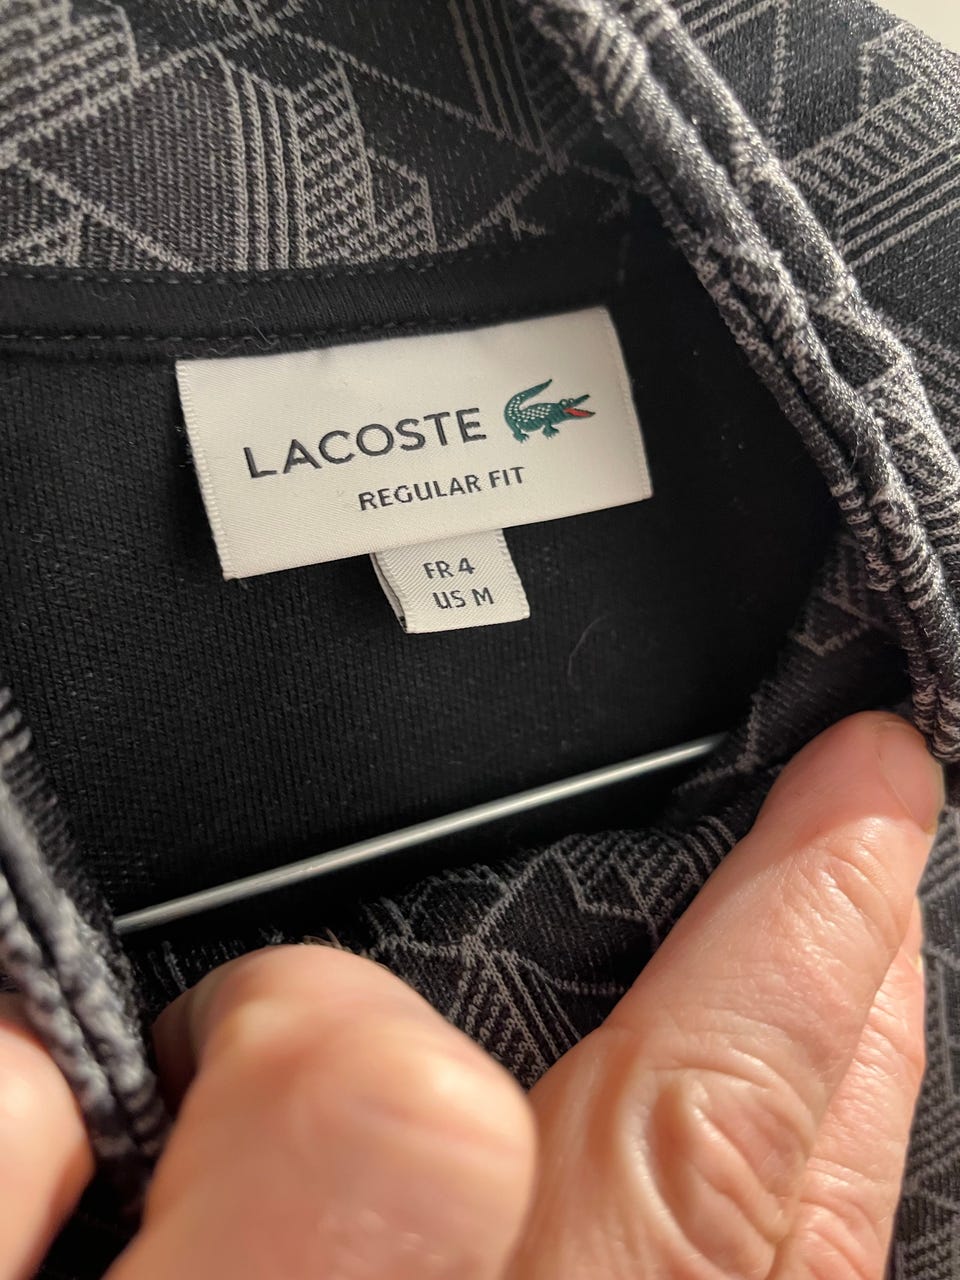 LACOSTE
REGULAR FIT
FR 4
US M